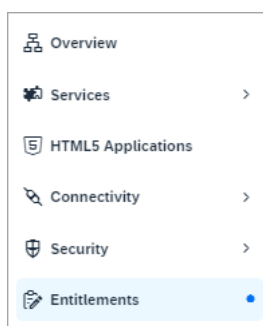 Overview
Services
HTML5 Applications
Connectivity
Security
Entitlements